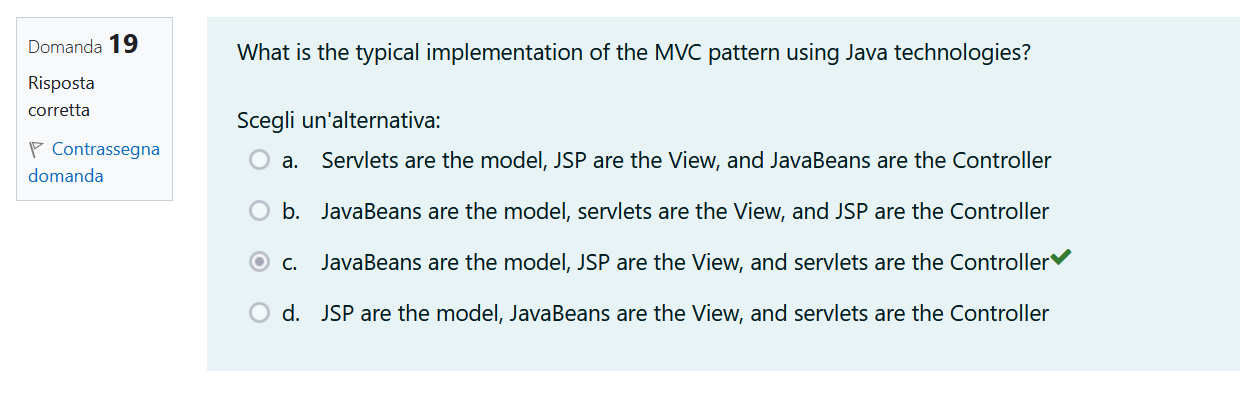 Domanda 19
Risposta
corretta
Contrassegna
domanda
What is the typical implementation of the MVC pattern using Java technologies?
Scegli un'alternativa:
a. Servlets are the model, JSP are the View, and JavaBeans are the Controller
b. JavaBeans are the model, servlets are the View, and JSP are the Controller
c. JavaBeans are the model, JSP are the View, and servlets are the Controller
d. JSP are the model, JavaBeans are the View, and servlets are the Controller